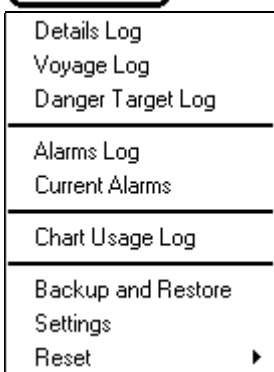 Details Log
Voyage Log
Danger Target Log
Alarms Log
Current Alarms
Chart Usage Log
Backup and Restore
Settings
Reset